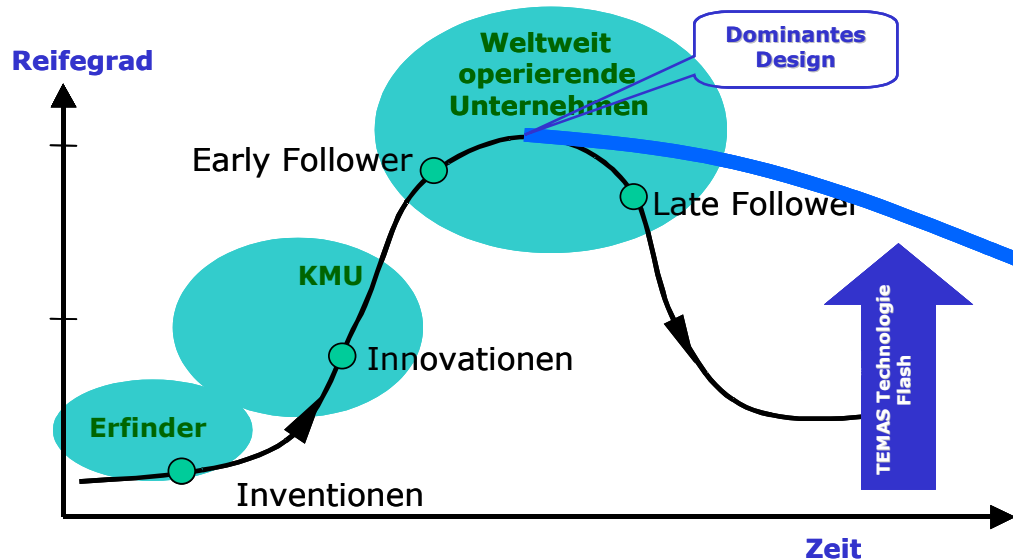 Reifegrad
Weltweit
operierende
Unternehmen
Dominantes
Design
Early Follower
Late Follower
KMU
Innovationen
Erfinder
Inventionen
TEMAS Technologie
Flash
Zeit